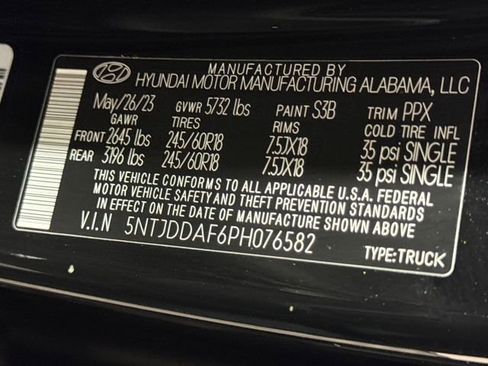 MANUFACTURED BY
HYUNDAI MOTOR MANUFACTURING ALABAMA, LLC
May/26/23 GVWR 5732 lbs PAINT S3B TRIM PPX
GAWR TIRES RIMS COLD TIRE INFL
FRONT 2645 lbs 245/60R18 7.5JX18 35 psi SINGLE
REAR 3196 lbs 245/60R18 7.5JX18 35 psi SINGLE
THIS VEHICLE CONFORMS TO ALL APPLICABLE U.S.A. FEDERAL
MOTOR VEHICLE SAFETY AND THEFT PREVENTION STANDARDS
IN EFFECT ON THE DATE OF MANUFACTURE SHOWN ABOVE
V.I.N 5NTJDDAF6PH076582
TYPE:TRUCK